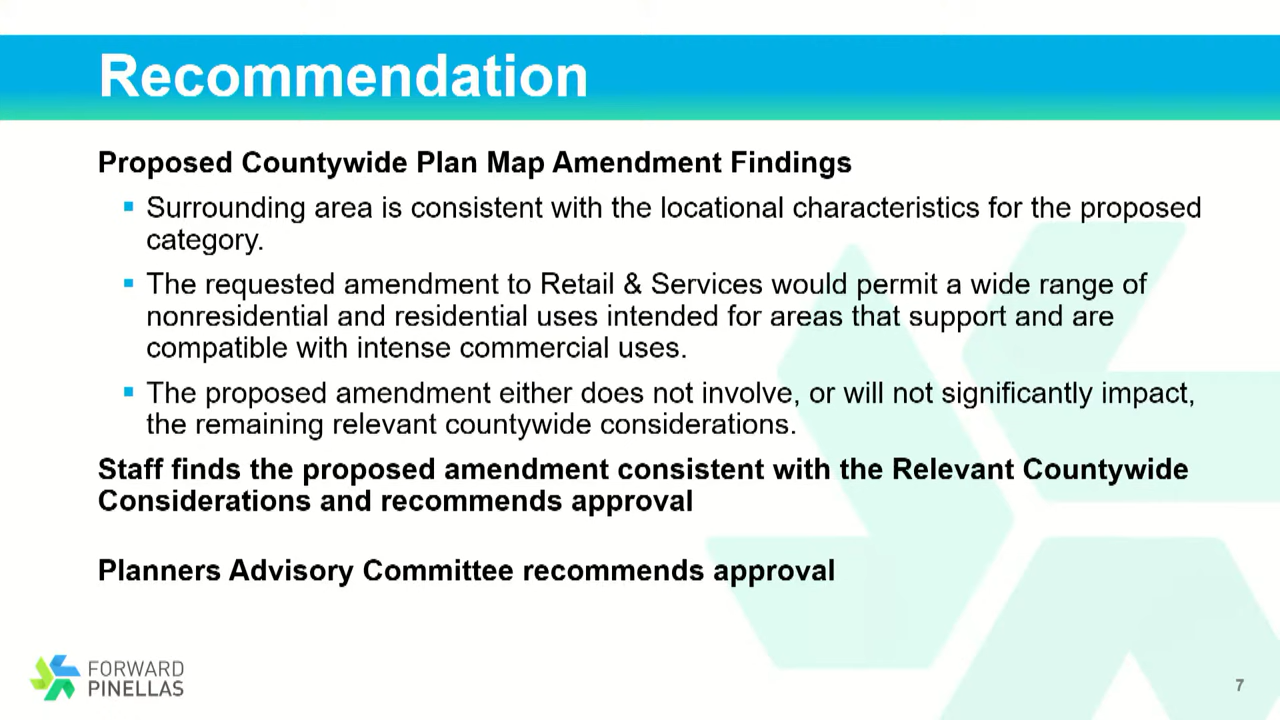 Recommendation
Proposed Countywide Plan Map Amendment Findings
Surrounding area is consistent with the locational characteristics for the proposed
category.
The requested amendment to Retail & Services would permit a wide range of
nonresidential and residential uses intended for areas that support and are
compatible with intense commercial uses.
The proposed amendment either does not involve, or will not significantly impact,
the remaining relevant countywide considerations.
Staff finds the proposed amendment consistent with the Relevant Countywide
Considerations and recommends approval
Planners Advisory Committee recommends approval
FORWARD
PINELLAS
7